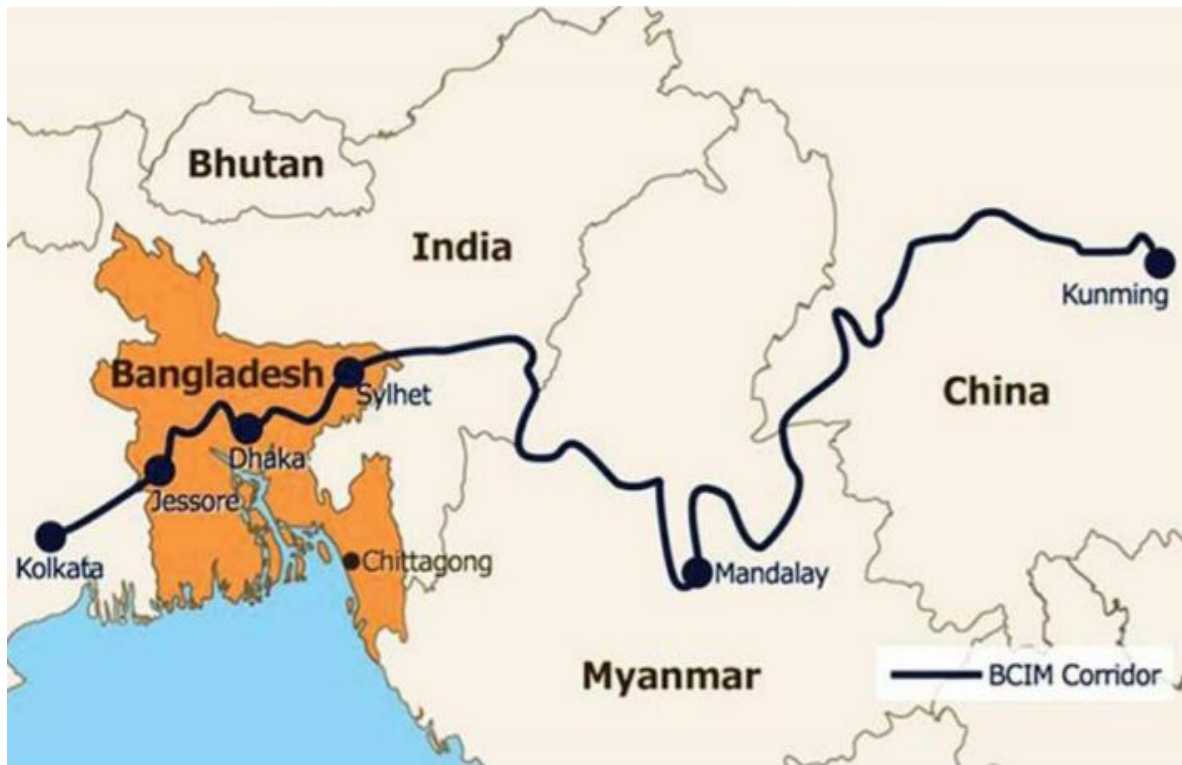 Bhutan
India
Kunming
Bangladesh
Sylhet
China
Dhaka
Jessore
Kolkata
Chittagong
Mandalay
Myanmar
BCIM Corridor